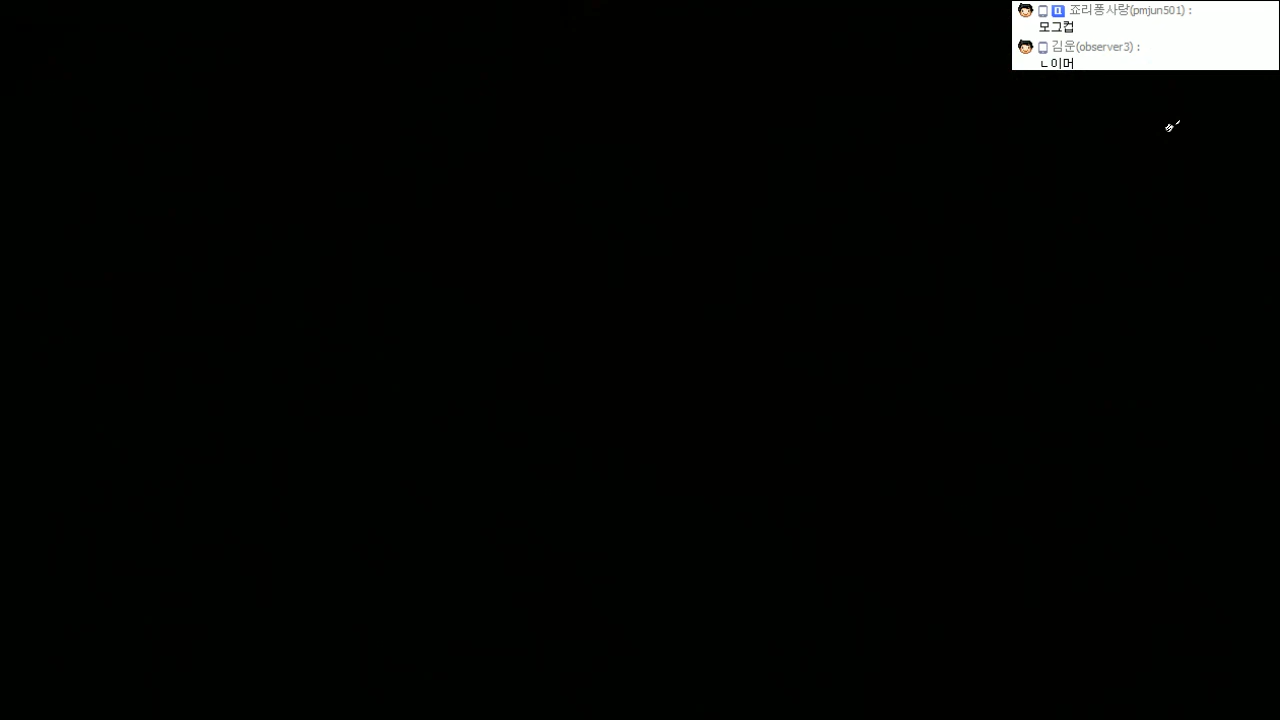 죠리퐁사랑(pmjun501) :
모그컵
김운(observer3) :
ㄴ이머